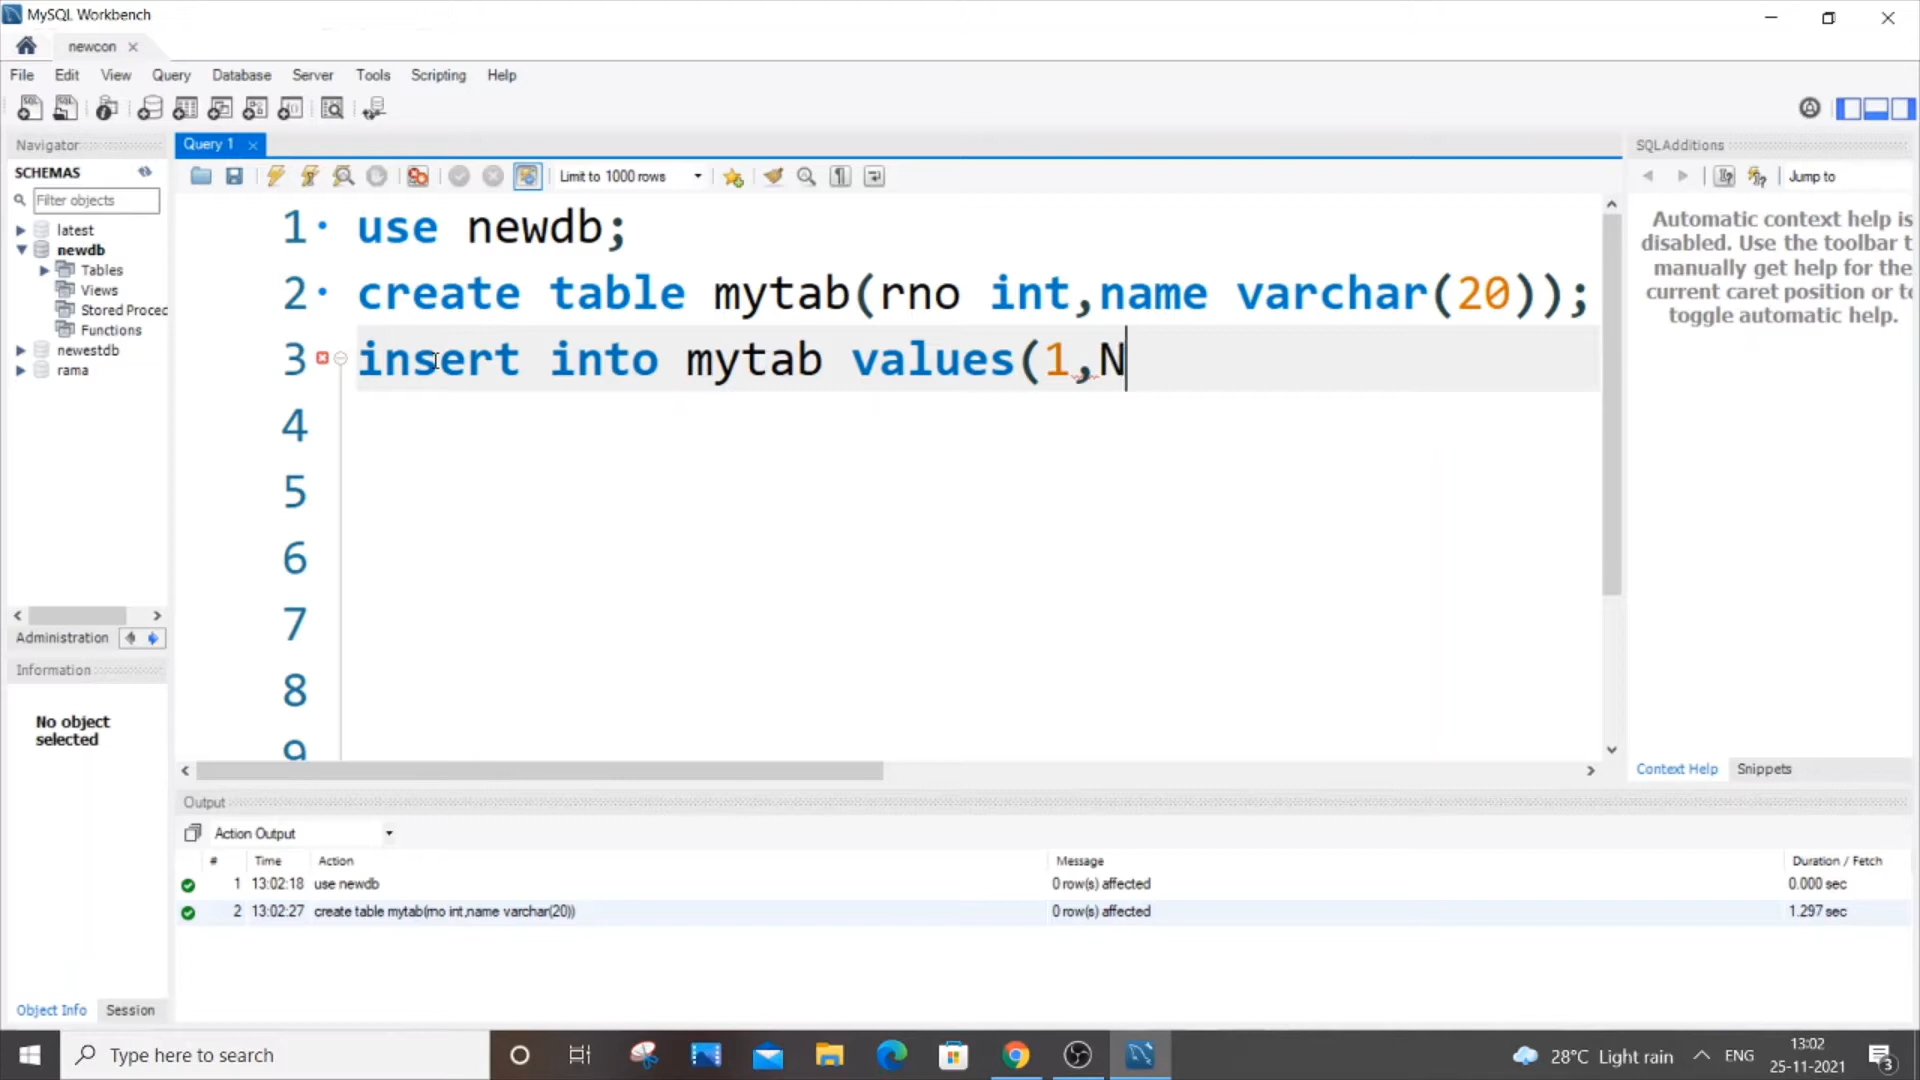 MySQL Workbench
newcon
File Edit View Query Database Server Tools Scripting Help
Navigator
SCHEMAS
Filter objects
latest
newdb
Tables
Views
Stored Proced
Functions
newestdb
rama
Administration
Information
No object
selected
Object Info Session
Query 1
Limit to 1000 rows
1 use newdb;
2 create table mytab(rno int,name varchar(20));
3 insert into mytab values(1,N
4
5
6
7
8
9
SQLAdditions
Jump to
Automatic context help is
disabled. Use the toolbar t
manually get help for the
current caret position or to
toggle automatic help.
Context Help Snippets
Output
Action Output
# Time Action Message Duration / Fetch
1 13:02:18 use newdb 0 row(s) affected 0.000 sec
2 13:02:27 create table mytab(rno int,name varchar(20)) 0 row(s) affected 1.297 sec
Type here to search
28°C Light rain
ENG
13:02
25-11-2021
3